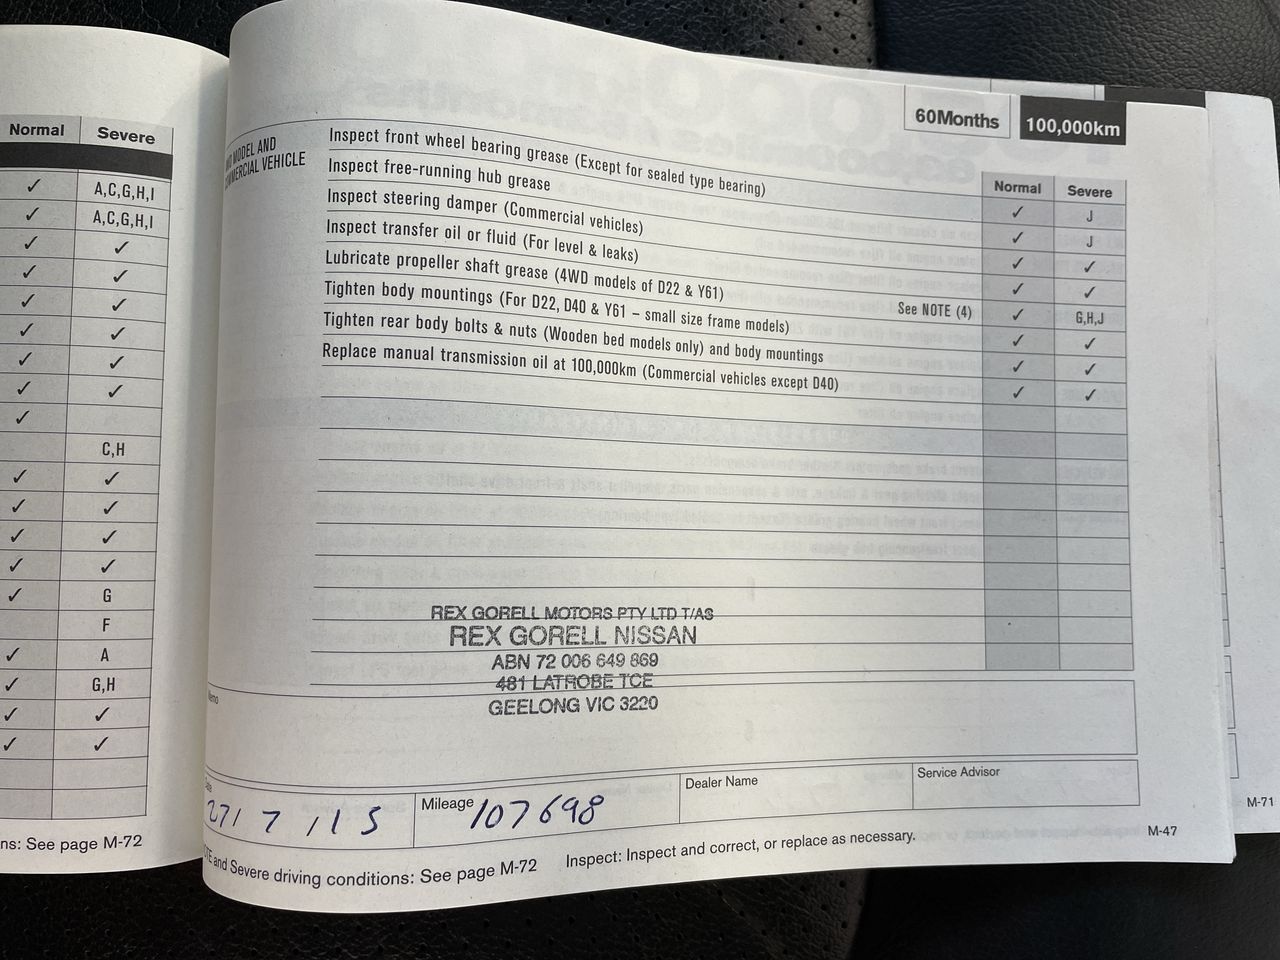 Normal Severe
✓ A,C,G,H,I
✓ A,C,G,H,I
✓ ✓
✓ ✓
✓ ✓
✓ ✓
✓ ✓
✓ ✓
✓
C,H
✓ ✓
✓ ✓
✓ ✓
✓ ✓
✓ G
F
✓ A
✓ G,H
✓ ✓
✓ ✓
See page M-72
60Months 100,000km
MODEL AND
VEHICLE
Normal Severe
Inspect front wheel bearing grease (Except for sealed type bearing) ✓ J
Inspect free-running hub grease ✓ J
Inspect steering damper (Commercial vehicles) ✓ ✓
Inspect transfer oil or fluid (For level & leaks) ✓ ✓
Lubricate propeller shaft grease (4WD models of D22 & Y61) See NOTE (4) ✓ G,H,J
Tighten body mountings (For D22, D40 & Y61 – small size frame models) ✓ ✓
Tighten rear body bolts & nuts (Wooden bed models only) and body mountings ✓ ✓
Replace manual transmission oil at 100,000km (Commercial vehicles except D40) ✓ ✓
REX GORELL MOTORS PTY LTD T/AS
REX GORELL NISSAN
ABN 72 006 649 869
481 LATROBE TCE
GEELONG VIC 3220
27/ 7 /15
Mileage 107698
Dealer Name
Service Advisor
and Severe driving conditions: See page M-72 Inspect: Inspect and correct, or replace as necessary.
M-47
M-71